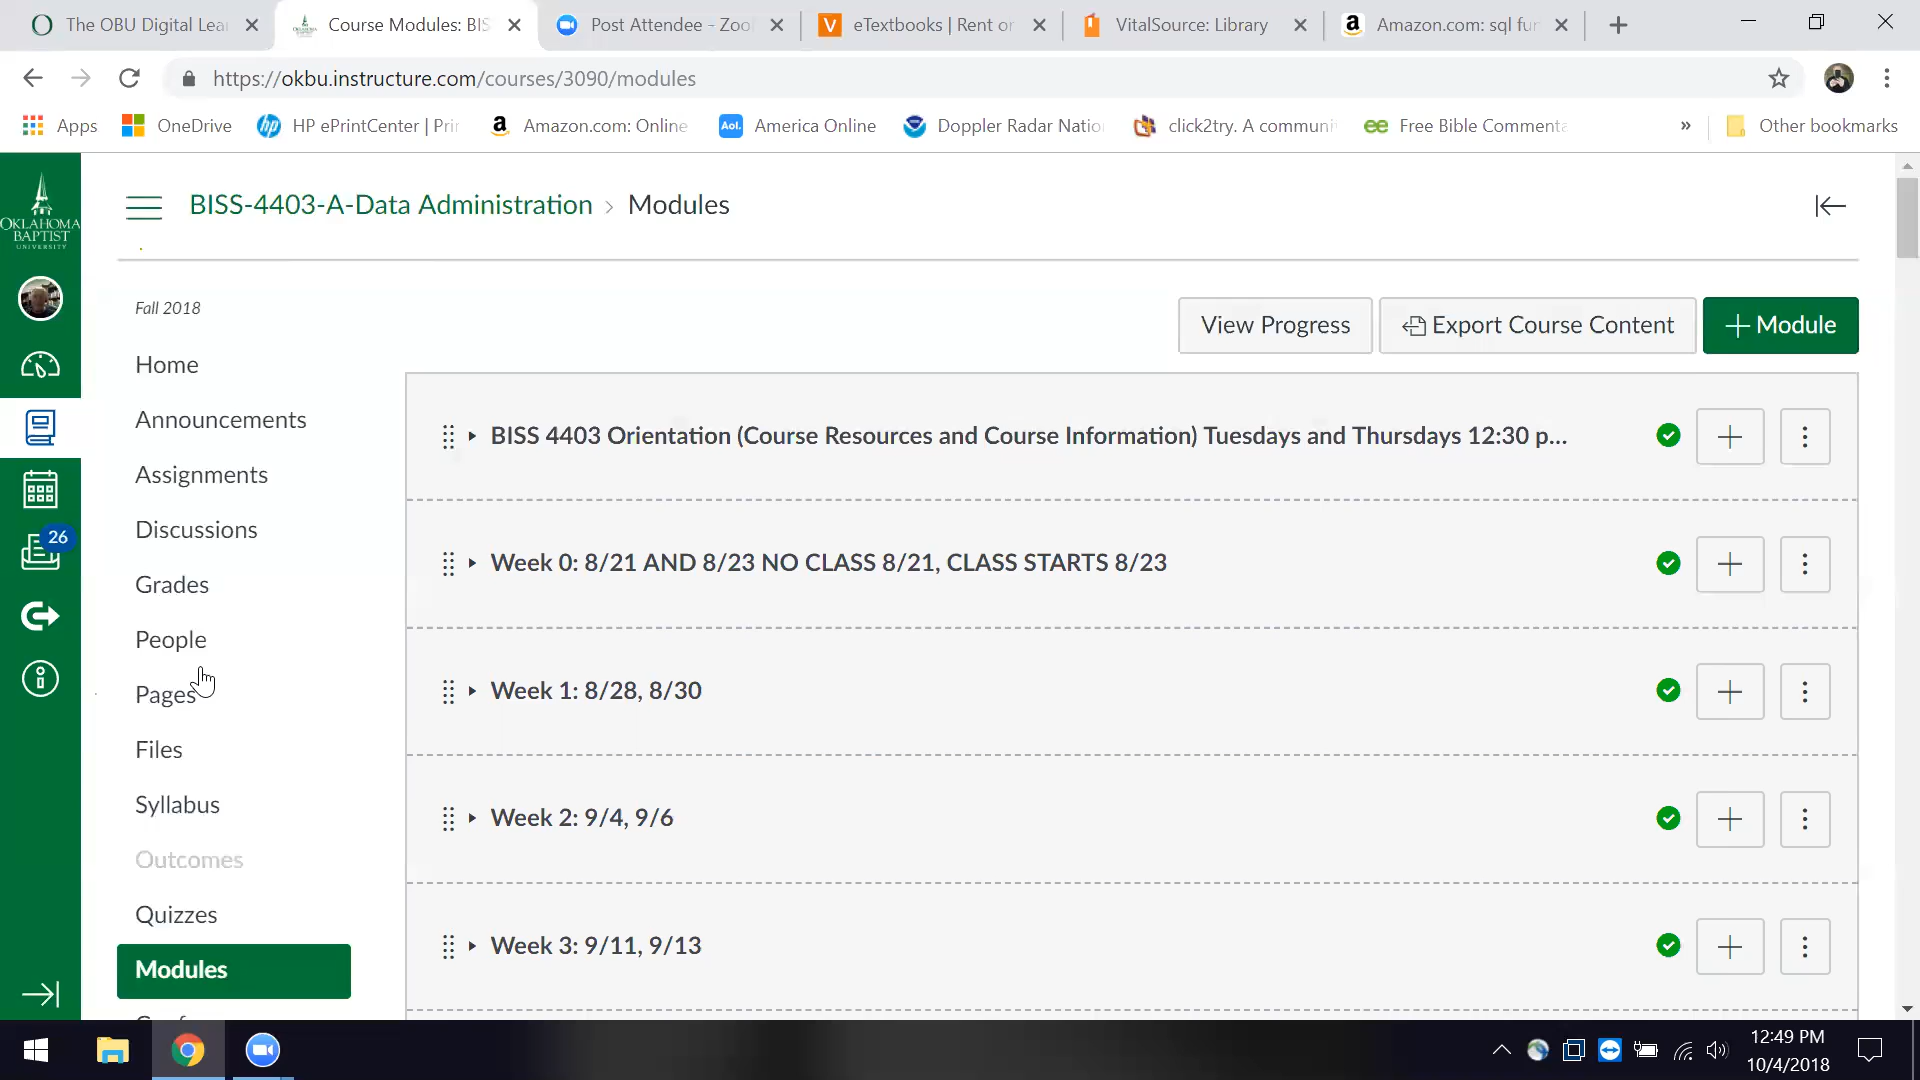 The OBU Digital Lea
Course Modules: BIS
Post Attendee - Zoo
eTextbooks | Rent or
VitalSource: Library
Amazon.com: sql fun
https://okbu.instructure.com/courses/3090/modules
Apps
OneDrive
HP ePrintCenter | Prin
Amazon.com: Online
Aol.
America Online
Doppler Radar Natio
click2try. A communi
ee
Free Bible Commenta
»
Other bookmarks
OKLAHOMA
BAPTIST
UNIVERSITY
BISS-4403-A-Data Administration > Modules
Fall 2018
View Progress
Export Course Content
+ Module
Home
Announcements
Assignments
Discussions
26
Grades
People
Pages
Files
Syllabus
Outcomes
Quizzes
Modules
BISS 4403 Orientation (Course Resources and Course Information) Tuesdays and Thursdays 12:30 p...
Week 0: 8/21 AND 8/23 NO CLASS 8/21, CLASS STARTS 8/23
Week 1: 8/28, 8/30
Week 2: 9/4, 9/6
Week 3: 9/11, 9/13
12:49 PM
10/4/2018